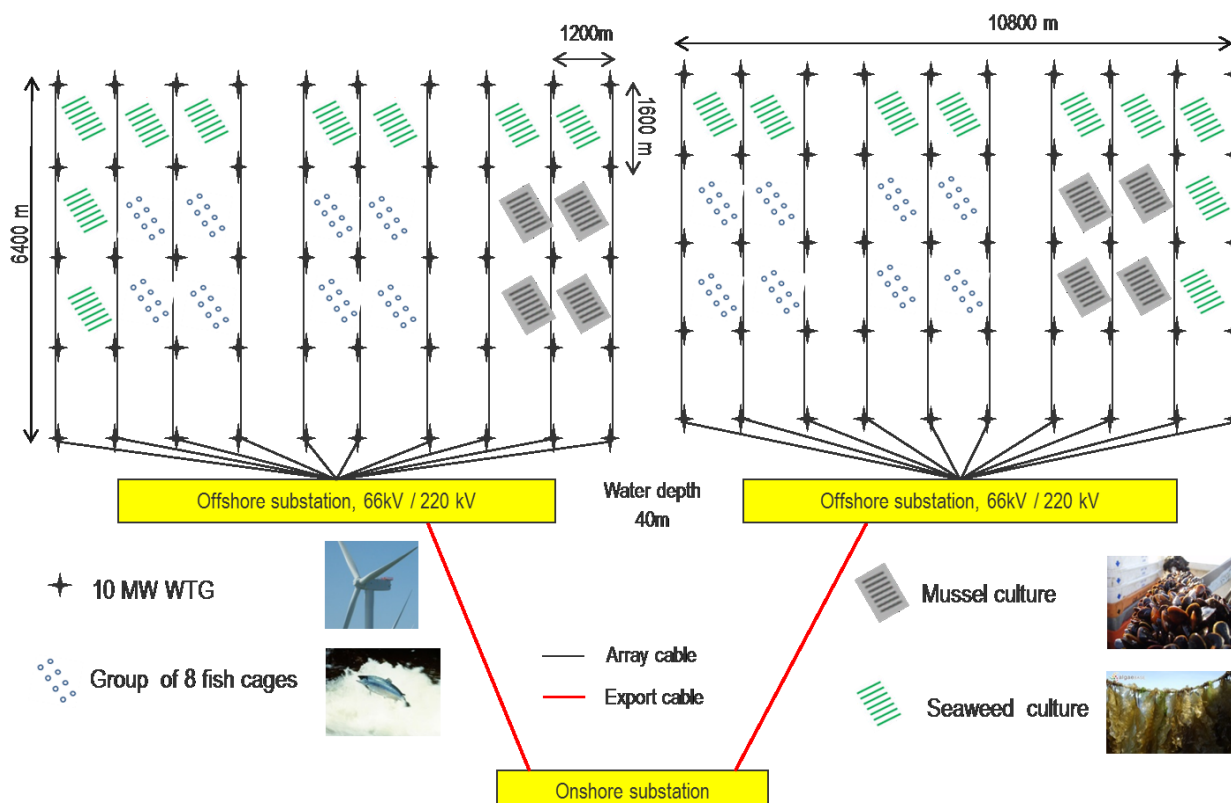 1200m
10800 m
1600 m
6400 m
Offshore substation, 66kV / 220 kV
Water depth
40m
Offshore substation, 66kV / 220 kV
10 MW WTG
Mussel culture
Group of 8 fish cages
Array cable
Export cable
Seaweed culture
Onshore substation